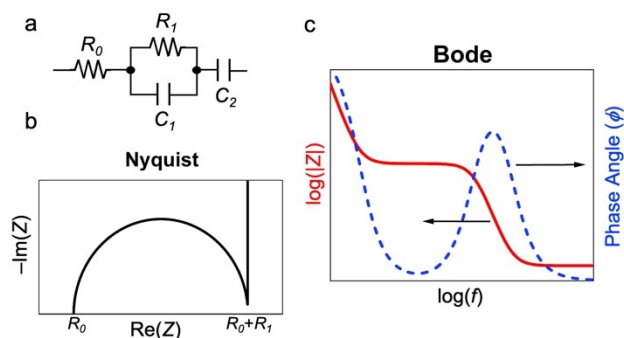 a
R₀
R₁
C₁
C₂
b
Nyquist
−Im(Z)
R₀
Re(Z)
R₀+R₁
c
Bode
log(|Z|)
Phase Angle (ϕ)
log(f)